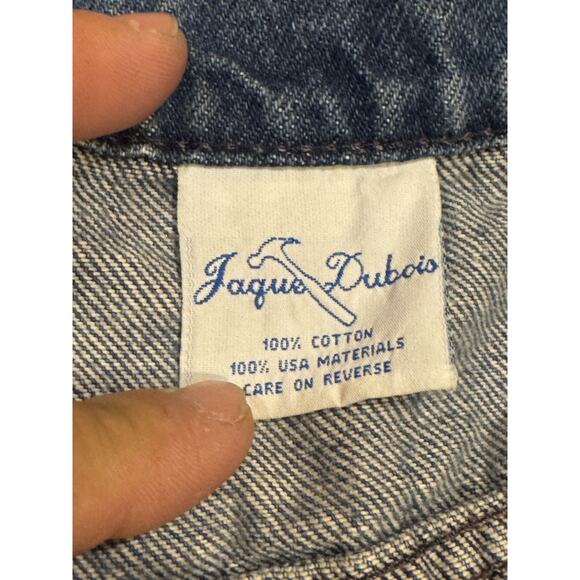 Jaque Dubois
100% COTTON
100% USA MATERIALS
CARE ON REVERSE